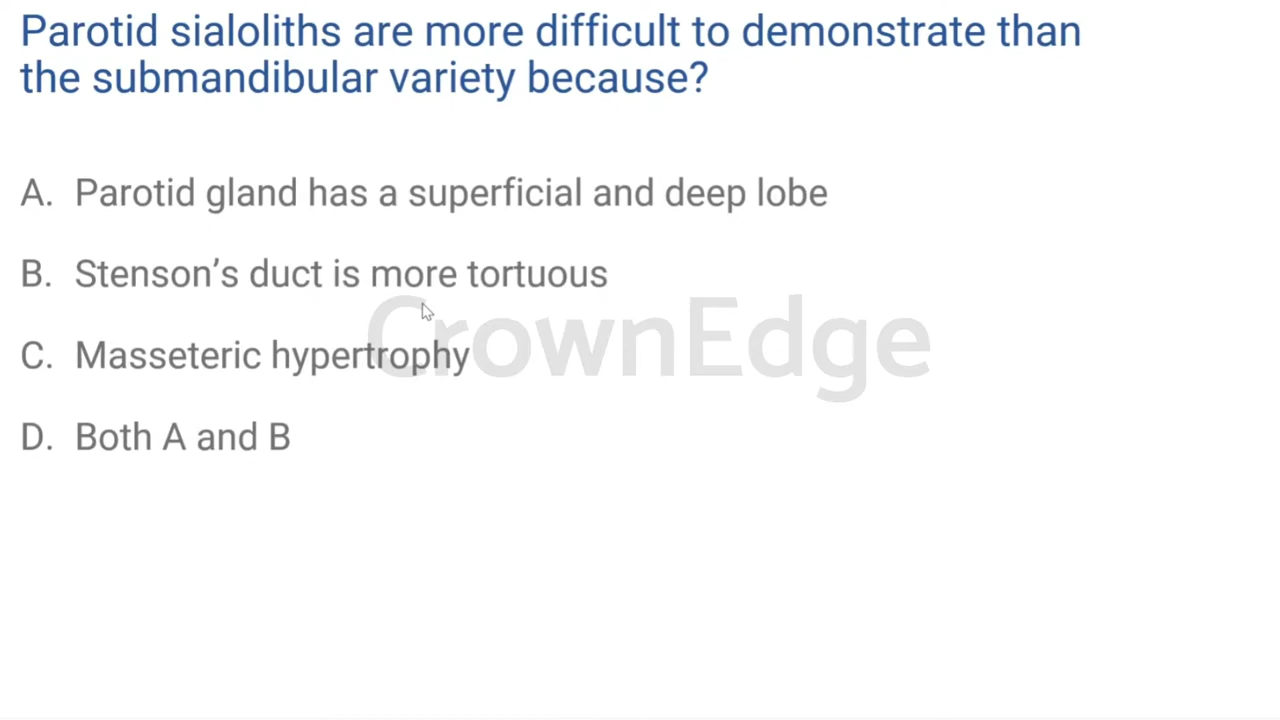 Parotid sialoliths are more difficult to demonstrate than
the submandibular variety because?
A. Parotid gland has a superficial and deep lobe
B. Stenson’s duct is more tortuous
CrownEdge
C. Masseteric hypertrophy
D. Both A and B